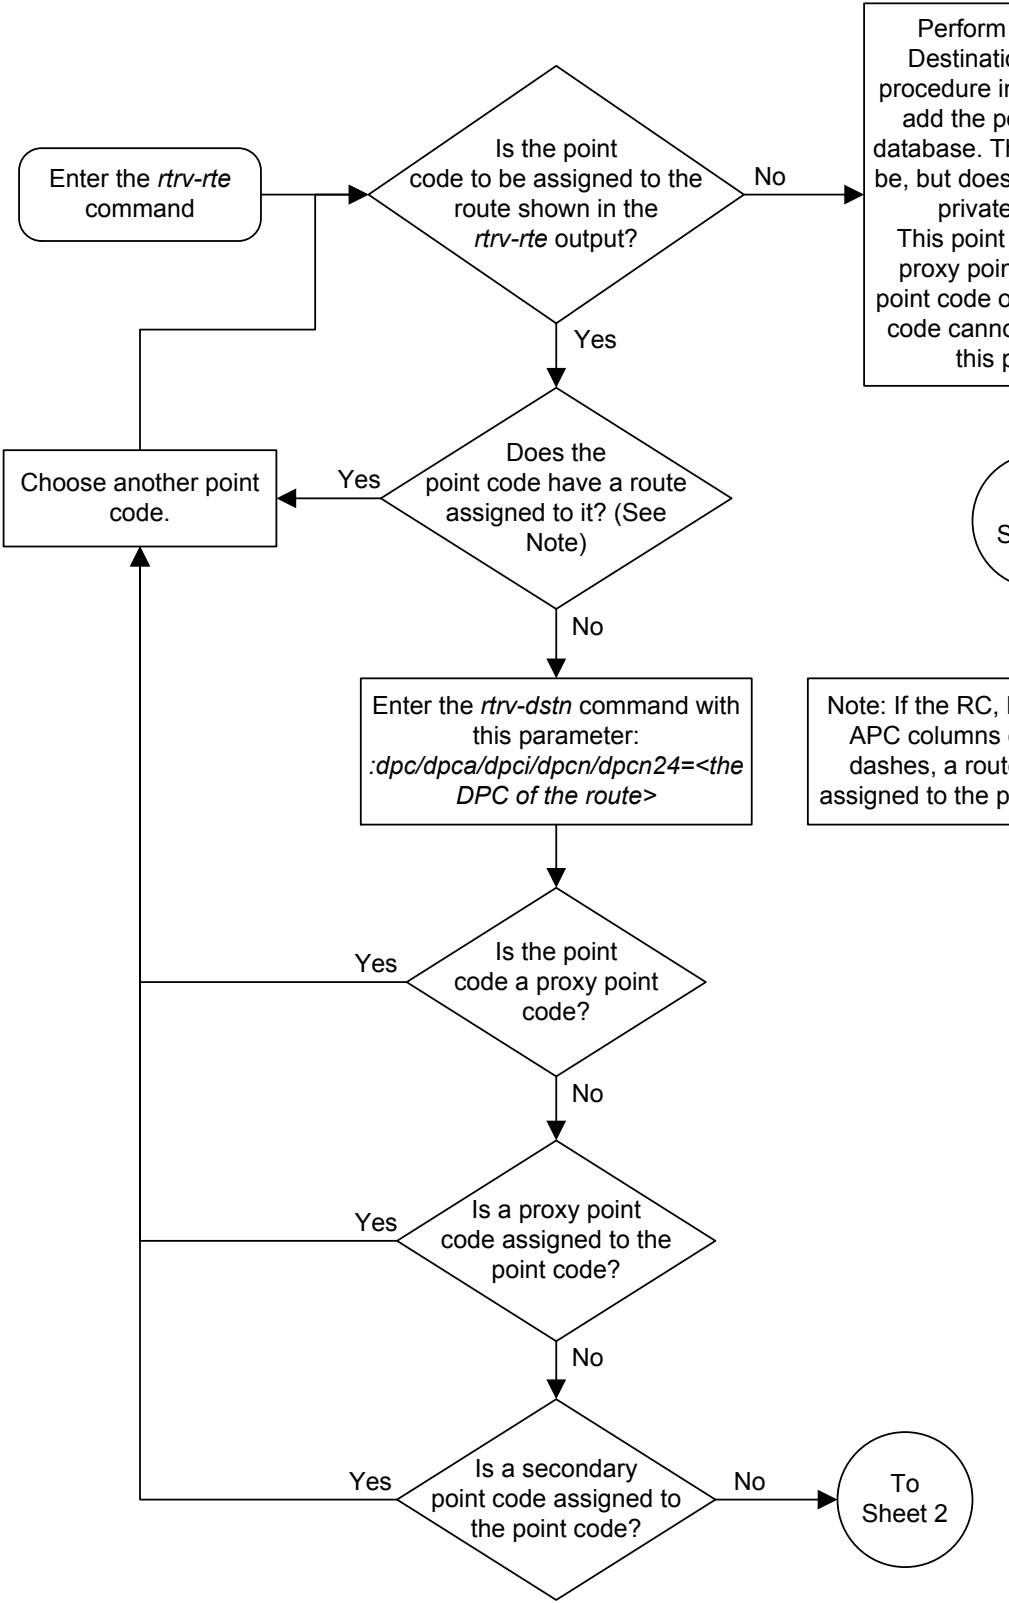 Enter the rtrv-rte
command
Is the point
code to be assigned to the
route shown in the
rtrv-rte output?
No
Perform
Destinatio
procedure in
add the po
database. Th
be, but does
private
This point
proxy poin
point code o
code canno
this p
Yes
Does the
point code have a route
assigned to it? (See
Note)
Yes
Choose another point
code.
S
No
Enter the rtrv-dstn command with
this parameter:
:dpc/dpca/dpci/dpcn/dpcn24=<the
DPC of the route>
Note: If the RC,
APC columns
dashes, a rout
assigned to the p
Is the point
code a proxy point
code?
Yes
No
Is a proxy point
code assigned to the
point code?
Yes
No
Is a secondary
point code assigned to
the point code?
Yes
No
To
Sheet 2